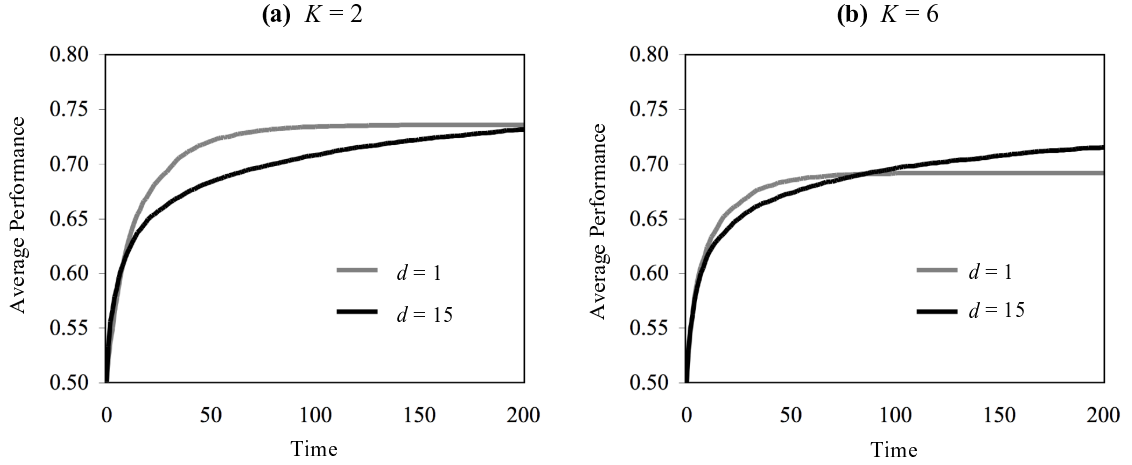 (a) K = 2
0.80
0.75
0.70
0.65
0.60
0.55
0.50
Average Performance
d = 1
d = 15
0 50 100 150 200
Time
(b) K = 6
0.80
0.75
0.70
0.65
0.60
0.55
0.50
Average Performance
d = 1
d = 15
0 50 100 150 200
Time